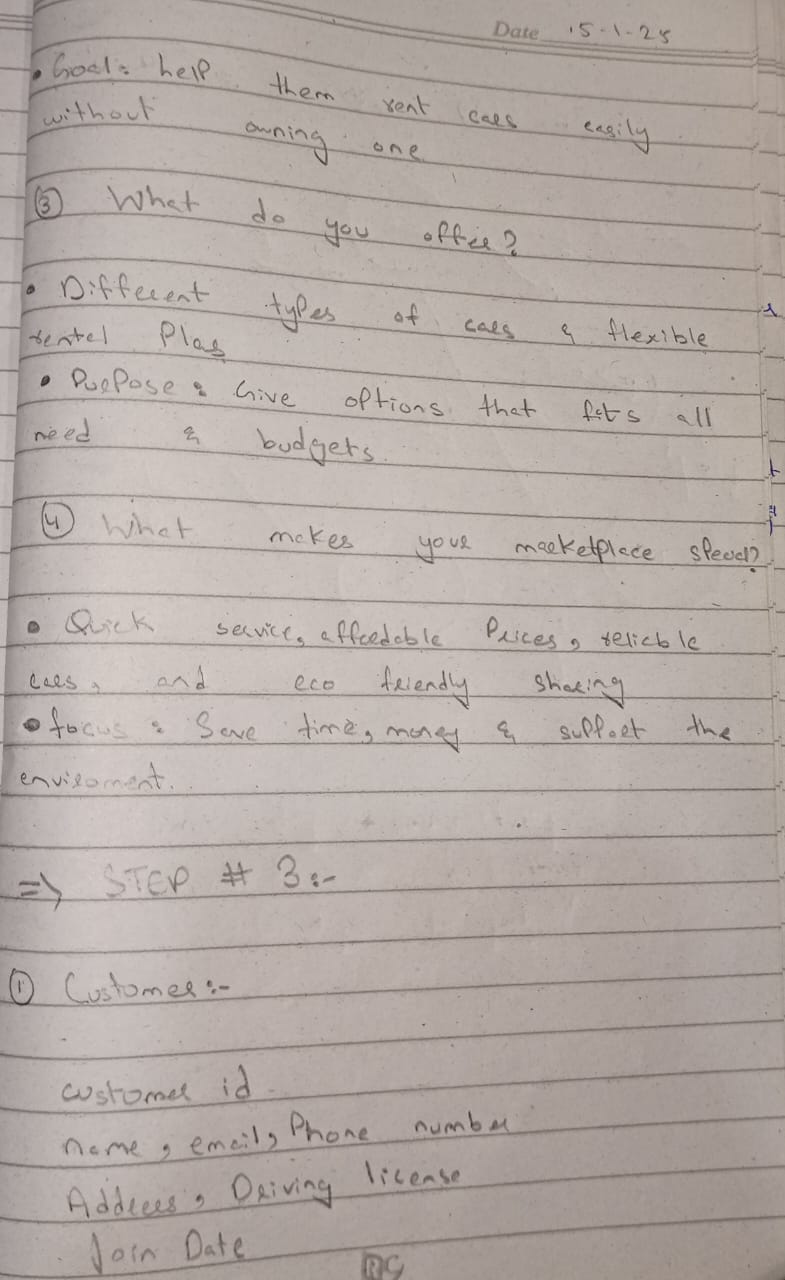 Date 15-1-25
• Goal: help them rent cars easily
without owning one
③ What do you offer?
• Different types of cars & flexible
rental Plas
• Purpose: Give options that fits all
need & budgets.
④ What makes your marketplace special?
• Quick service, affordable Prices, reliable
cars, and eco friendly sharing
• focus: Save time, money & support the
enviroment.
=> STEP # 3:-
① Customer:-
customer id
name, email, Phone number
Address, Driving license
Join Date